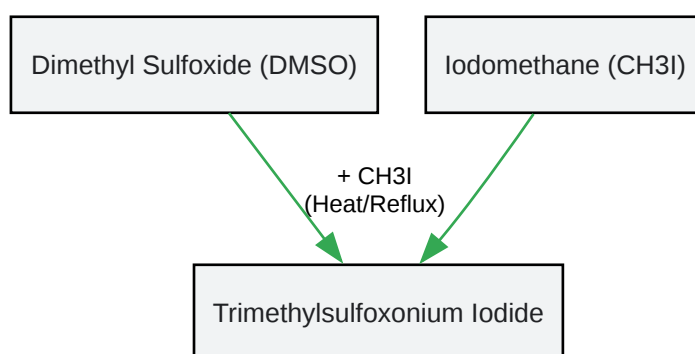 Dimethyl Sulfoxide (DMSO)
Iodomethane (CH3I)
+ CH3I
(Heat/Reflux)
Trimethylsulfoxonium Iodide